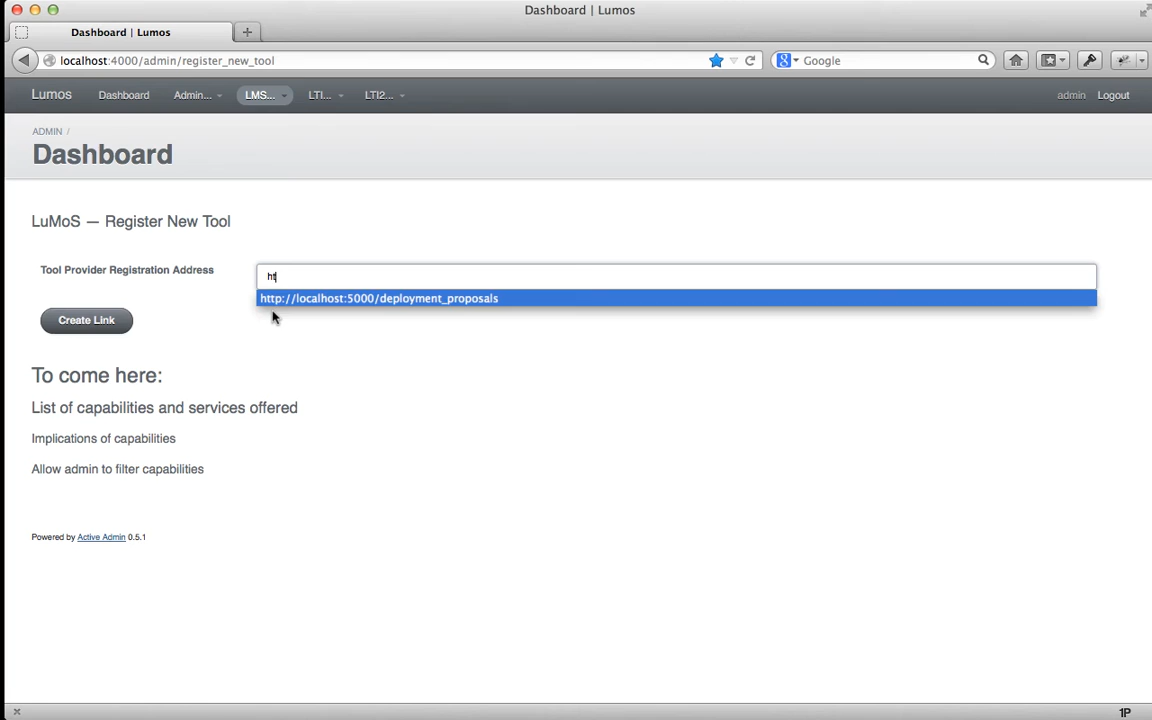 Dashboard | Lumos
Dashboard | Lumos
localhost:4000/admin/register_new_tool
Google
Lumos Dashboard Admin... LMS... LTI... LTI2... admin Logout
ADMIN /
Dashboard
LuMoS — Register New Tool
Tool Provider Registration Address
ht
http://localhost:5000/deployment_proposals
Create Link
To come here:
List of capabilities and services offered
Implications of capabilities
Allow admin to filter capabilities
Powered by Active Admin 0.5.1
1P